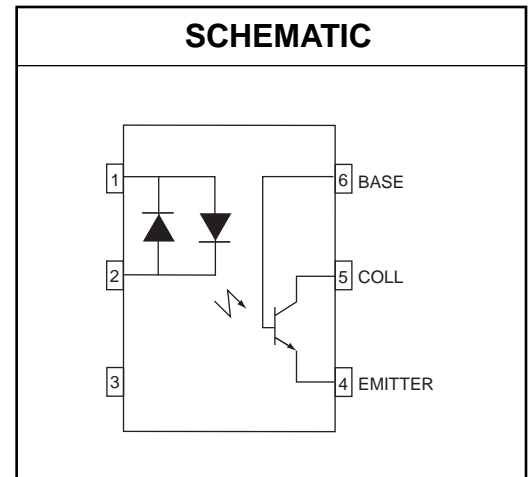 SCHEMATIC
1
6 BASE
2
5 COLL
3
4 EMITTER